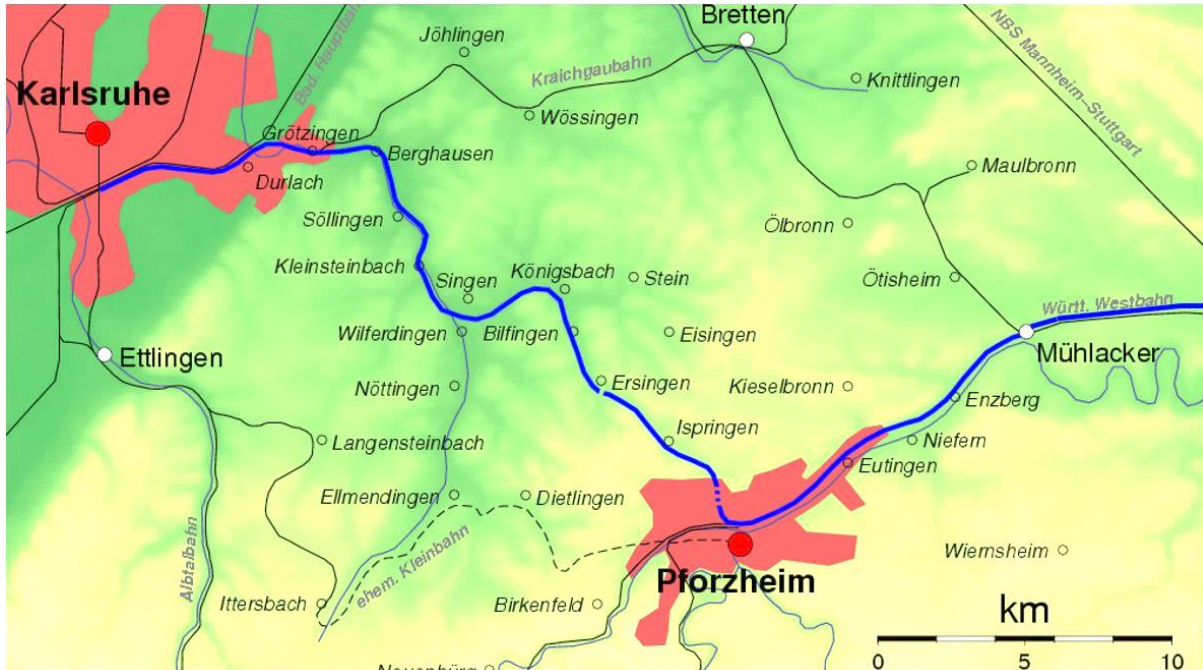 Bretten
Jöhlingen
Bad. Hauptbahn
NBS Mannheim-Stuttgart
Kraichgaubahn
Knittlingen
Karlsruhe
Wössingen
Grötzingen
Berghausen
Maulbronn
Durlach
Söllingen
Ölbronn
Kleinsteinbach
Singen
Königsbach
Stein
Ötisheim
Württ. Westbahn
Wilferdingen
Bilfingen
Eisingen
Mühlacker
Ettlingen
Nöttingen
Ersingen
Kieselbronn
Enzberg
Langensteinbach
Ispringen
Niefern
Eutingen
Ellmendingen
Dietlingen
Albtalbahn
ehem. Kleinbahn
Wiernsheim
Pforzheim
Ittersbach
Birkenfeld
km
0 5 10